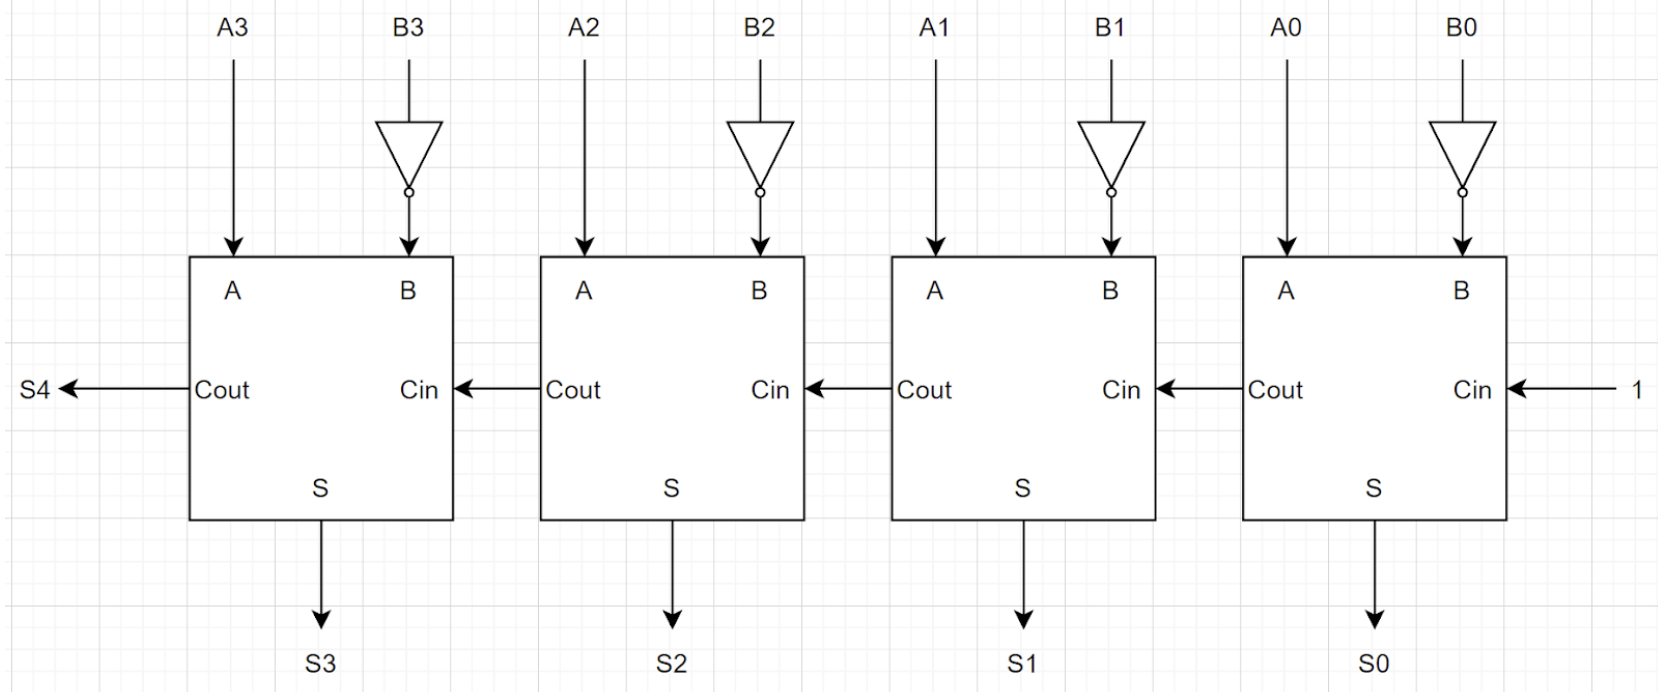 A3 B3 A2 B2 A1 B1 A0 B0
A B A B A B A B
S4 Cout Cin Cout Cin Cout Cin Cout Cin 1
S S S S
S3 S2 S1 S0